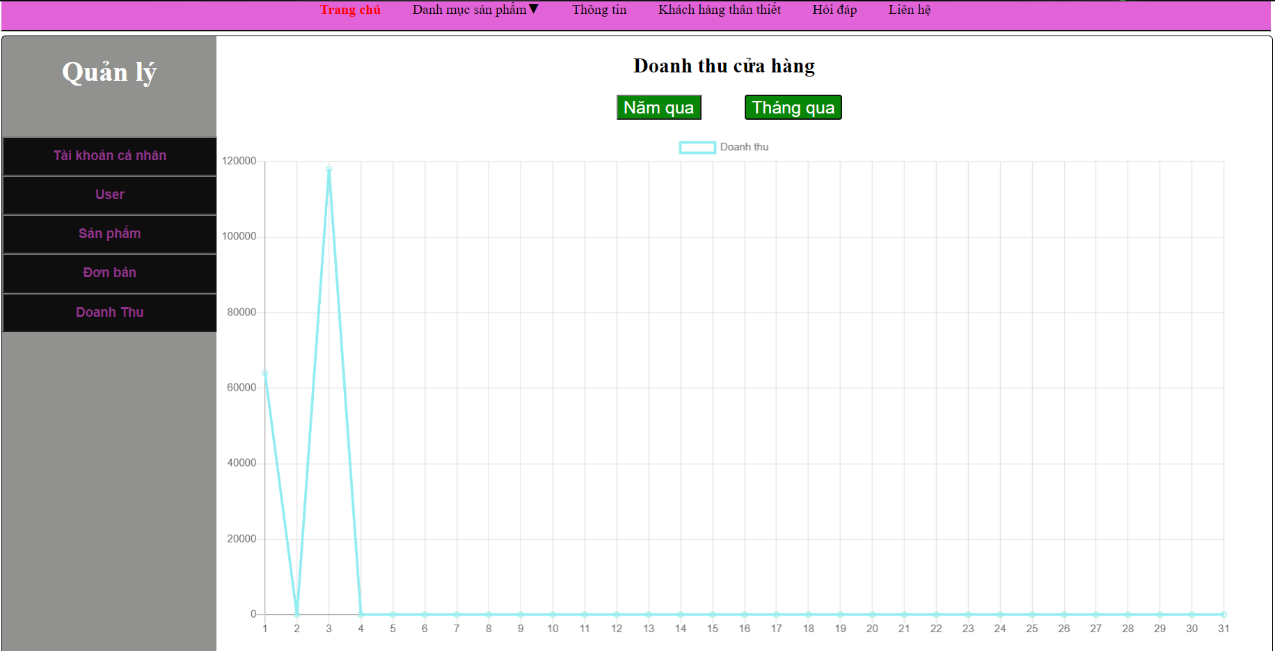 Trang chủ Danh mục sản phẩm▼ Thông tin Khách hàng thân thiết Hỏi đáp Liên hệ
Quản lý
Tài khoản cá nhân
User
Sản phẩm
Đơn bán
Doanh Thu
Doanh thu cửa hàng
Năm qua Tháng qua
Doanh thu
120000
100000
80000
60000
40000
20000
0
1 2 3 4 5 6 7 8 9 10 11 12 13 14 15 16 17 18 19 20 21 22 23 24 25 26 27 28 29 30 31